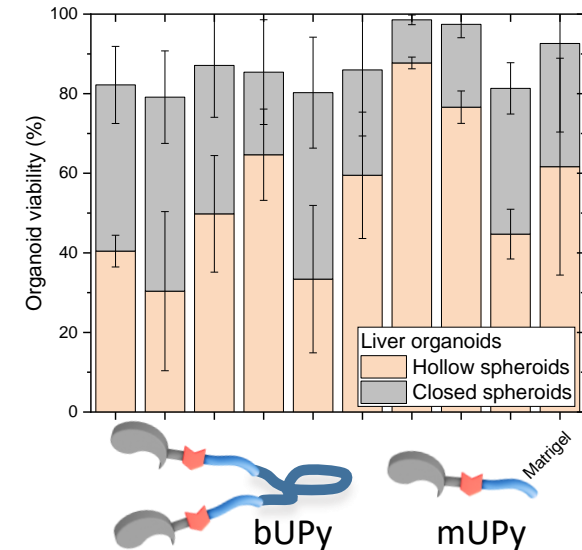 Organoid viability (%)
100
80
60
40
20
0
Liver organoids
Hollow spheroids
Closed spheroids
Matrigel
bUPy
mUPy